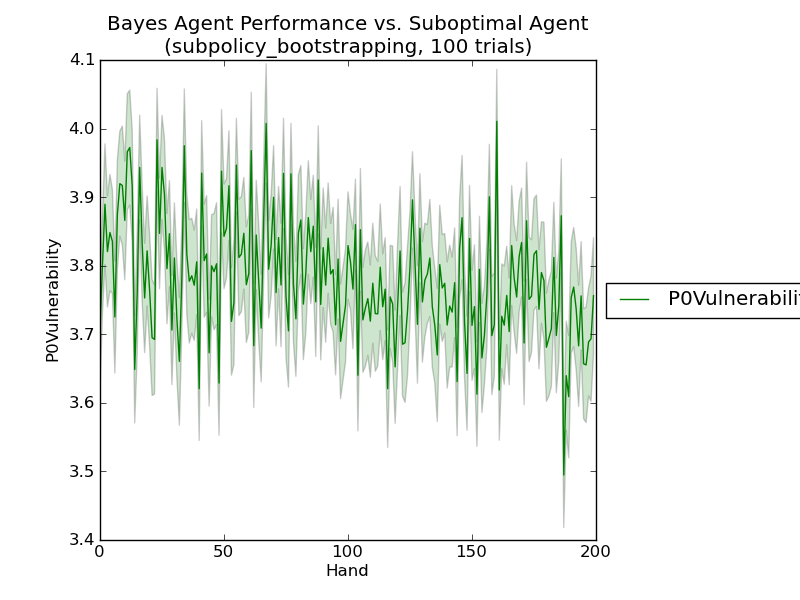 Bayes Agent Performance vs. Suboptimal Agent
(subpolicy_bootstrapping, 100 trials)
4.1
4.0
3.9
3.8
3.7
3.6
3.5
3.4
P0Vulnerability
0 50 100 150 200
Hand
P0Vulnerabili